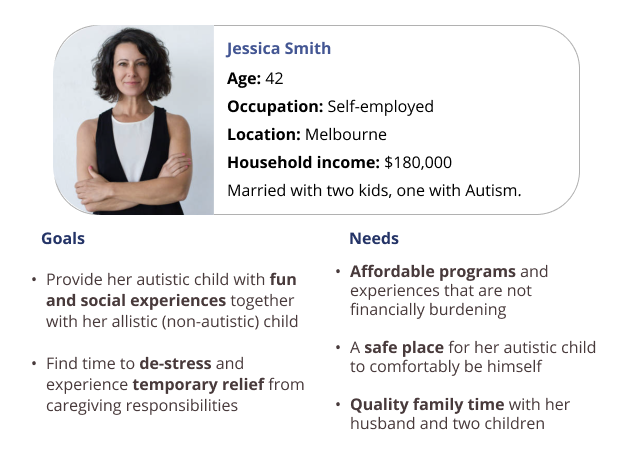 Jessica Smith
Age: 42
Occupation: Self-employed
Location: Melbourne
Household income: $180,000
Married with two kids, one with Autism.
Goals
• Provide her autistic child with fun
and social experiences together
with her allistic (non-autistic) child
• Find time to de-stress and
experience temporary relief from
caregiving responsibilities
Needs
• Affordable programs and
experiences that are not
financially burdening
• A safe place for her autistic child
to comfortably be himself
• Quality family time with her
husband and two children